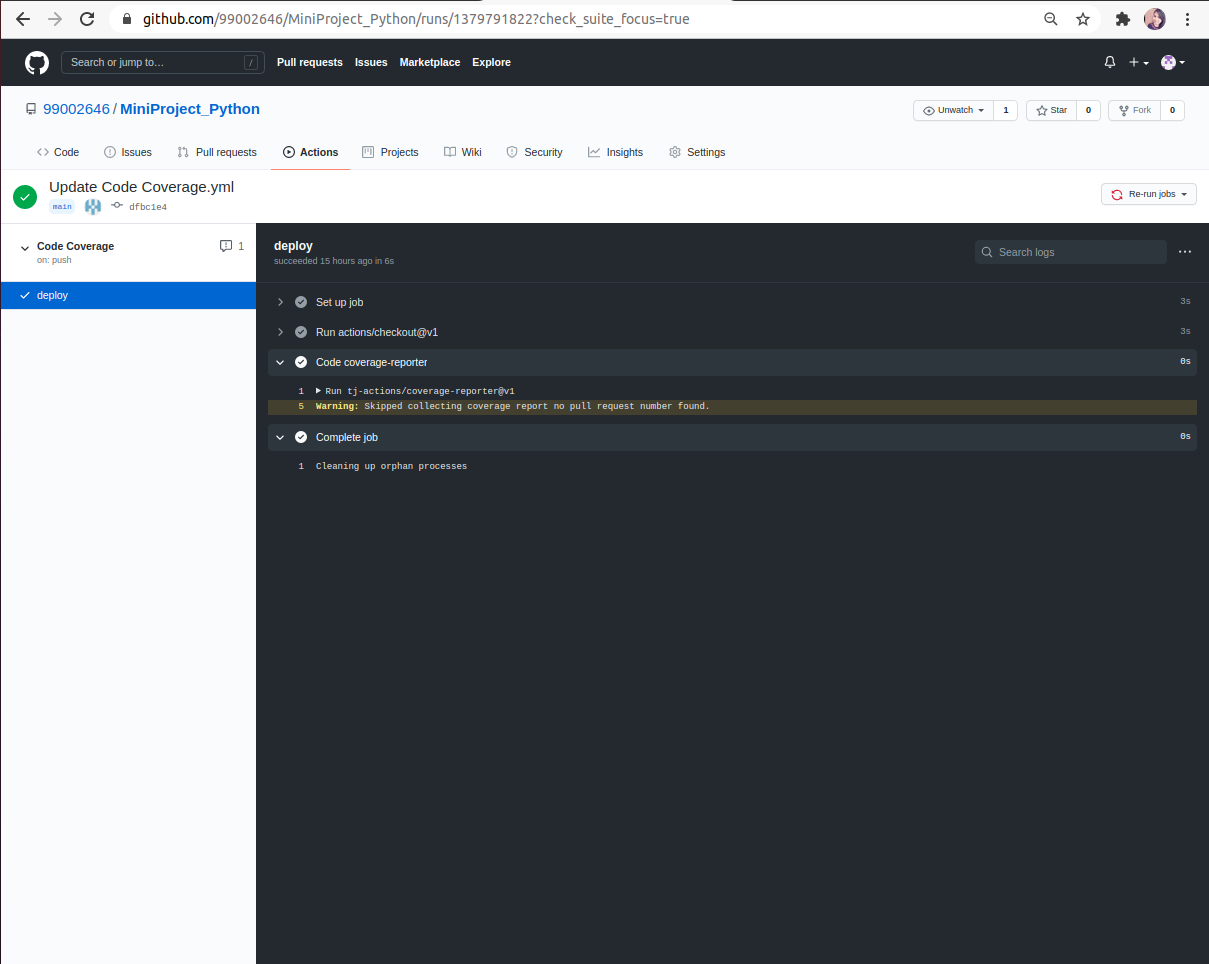 github.com/99002646/MiniProject_Python/runs/1379791822?check_suite_focus=true
Search or jump to… / Pull requests Issues Marketplace Explore
99002646 / MiniProject_Python Unwatch 1 Star 0 Fork 0
Code Issues Pull requests Actions Projects Wiki Security Insights Settings
Update Code Coverage.yml
main dfbc1e4 Re-run jobs
Code Coverage 1
on: push
deploy
deploy
succeeded 15 hours ago in 6s
Search logs
Set up job 3s
Run actions/checkout@v1 3s
Code coverage-reporter 0s
1 Run tj-actions/coverage-reporter@v1
5 Warning: Skipped collecting coverage report no pull request number found.
Complete job 0s
1 Cleaning up orphan processes